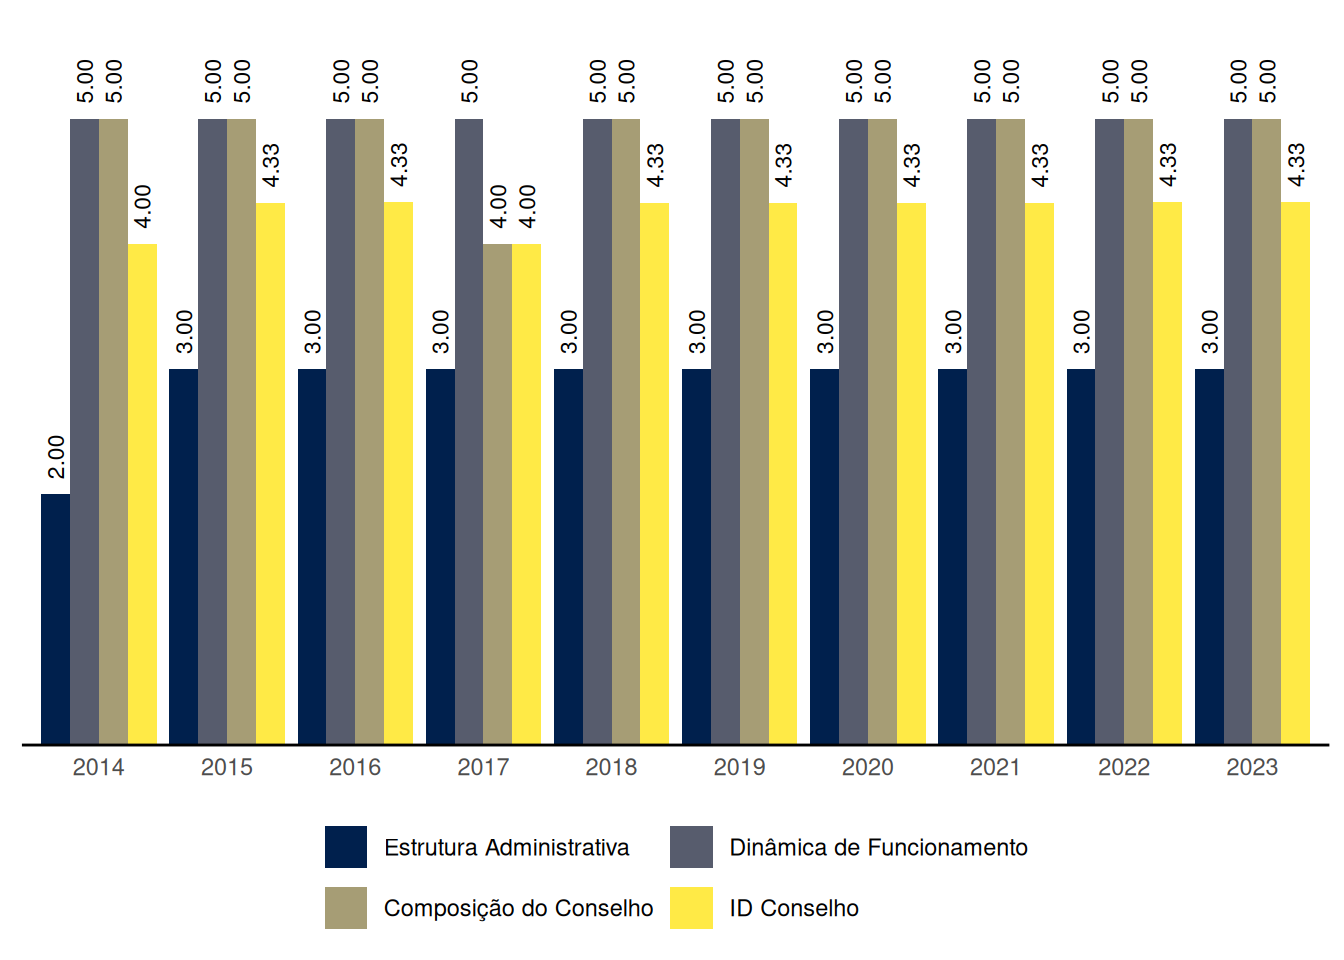 5.00 5.00 5.00 5.00 5.00 5.00 5.00 5.00 5.00 5.00 5.00 5.00 5.00 5.00 5.00 5.00 5.00 5.00 5.00
4.33 4.33 4.33 4.33 4.33 4.33 4.33 4.33
4.00 4.00 4.00
3.00 3.00 3.00 3.00 3.00 3.00 3.00 3.00 3.00
2.00
2014 2015 2016 2017 2018 2019 2020 2021 2022 2023
Estrutura Administrativa Dinâmica de Funcionamento
Composição do Conselho ID Conselho